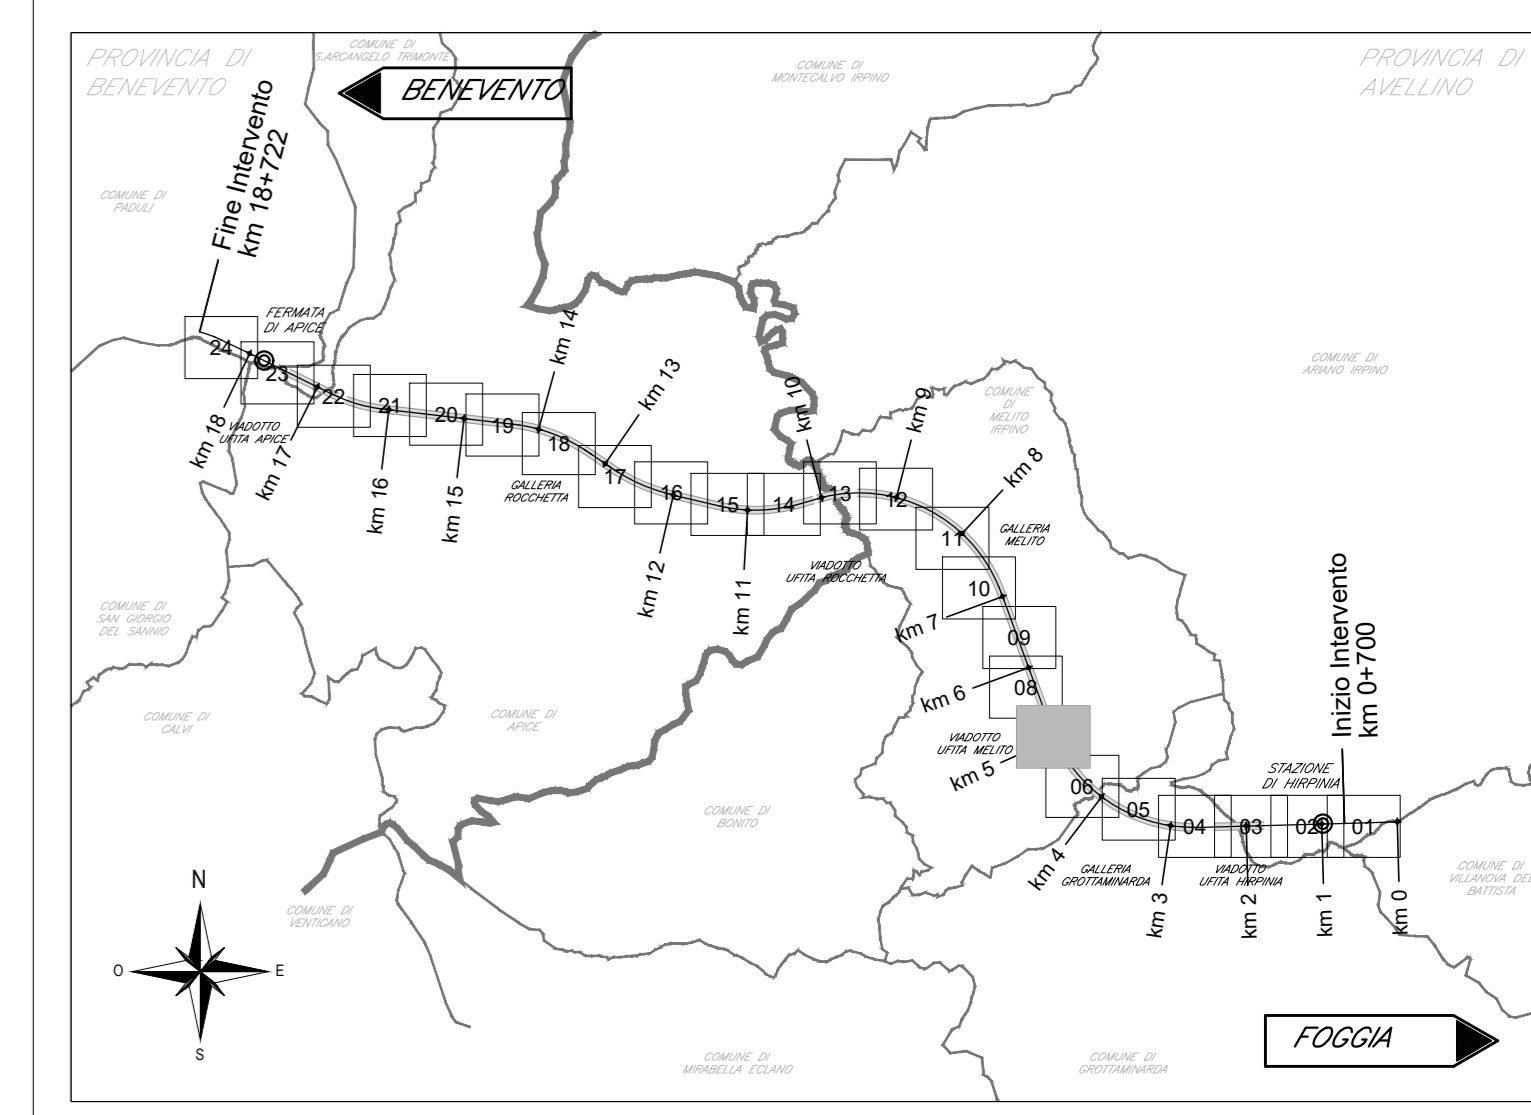 PROVINCIA DI
BENEVENTO
COMUNE DI
S.ARCANGELO TRIMONTE
BENEVENTO
COMUNE DI
MONTECALVO IRPINO
PROVINCIA DI
AVELLINO
Fine Intervento
km 18+722
COMUNE DI
PADULI
FERMATA
DI APICE
24
23
22
21
20
19
18
17
16
15
14
13
12
11
10
09
08
06
05
04
03
02
01
km 18
km 17
km 16
km 15
km 14
km 13
km 12
km 11
km 10
km 9
km 8
km 7
km 6
km 5
km 4
km 3
km 2
km 1
km 0
VIADOTTO
UFITA APICE
GALLERIA
ROCCHETTA
VIADOTTO
UFITA ROCCHETTA
GALLERIA
MELITO
VIADOTTO
UFITA MELITO
GALLERIA
GROTTAMINARDA
VIADOTTO
UFITA HIRPINIA
STAZIONE
DI HIRPINIA
Inizio Intervento
km 0+700
COMUNE DI
ARIANO IRPINO
COMUNE
DI
MELITO
IRPINO
COMUNE DI
SAN GIORGIO
DEL SANNIO
COMUNE DI
CALVI
COMUNE DI
APICE
COMUNE DI
BONITO
COMUNE DI
VILLANOVA DEL
BATTISTA
COMUNE DI
VENTICANO
COMUNE DI
MIRABELLA ECLANO
COMUNE DI
GROTTAMINARDA
N
O
E
S
FOGGIA